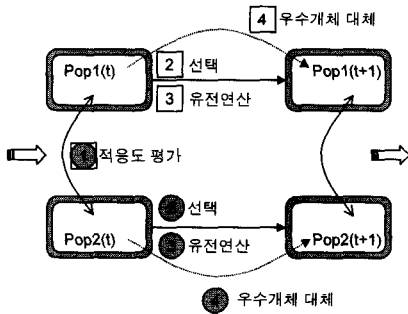 4 우수개체 대체
Pop1(t)
2 선택
Pop1(t+1)
3 유전연산
적응도 평가
선택
Pop2(t)
유전연산
Pop2(t+1)
우수개체 대체